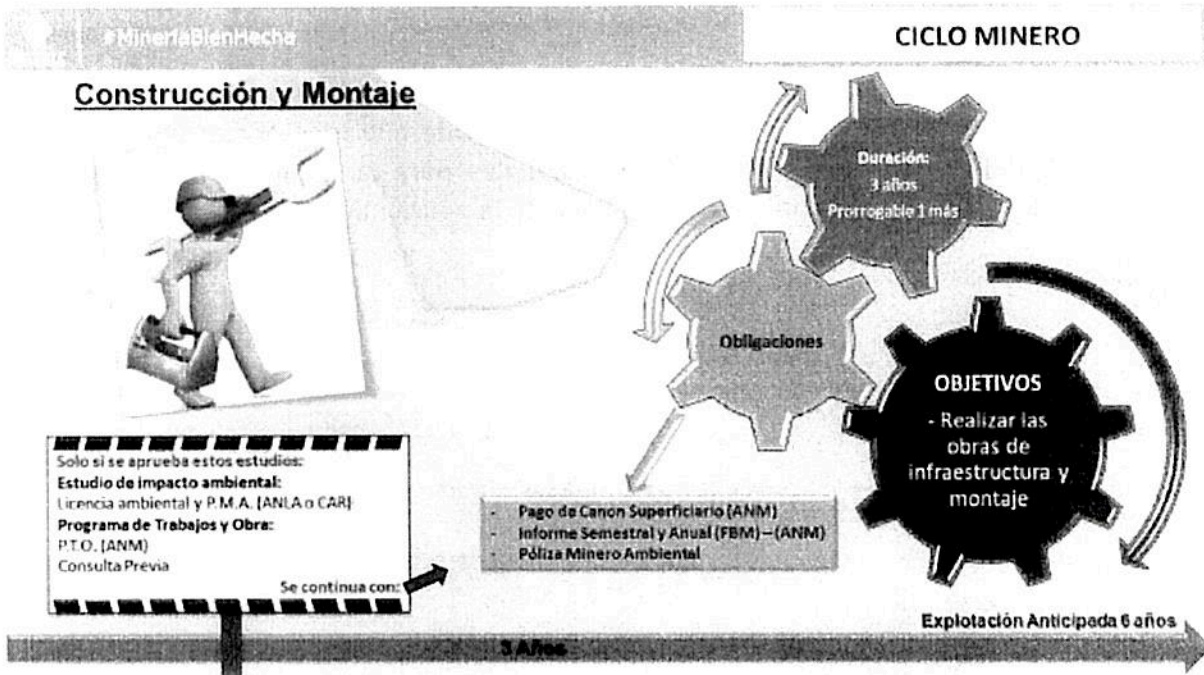 #MineríaBienHecha
CICLO MINERO
Construcción y Montaje
Duración:
3 años
Prorrogable 1 más
Obligaciones
OBJETIVOS
- Realizar las
obras de
infraestructura y
montaje
Solo si se aprueba estos estudios:
Estudio de impacto ambiental:
Licencia ambiental y P.M.A. (ANLA o CAR)
Programa de Trabajos y Obra:
P.T.O. (ANM)
Consulta Previa
Se continua con:
- Pago de Canon Superficiario (ANM)
- Informe Semestral y Anual (FBM) – (ANM)
- Póliza Minero Ambiental
Explotación Anticipada 6 años
3 Años